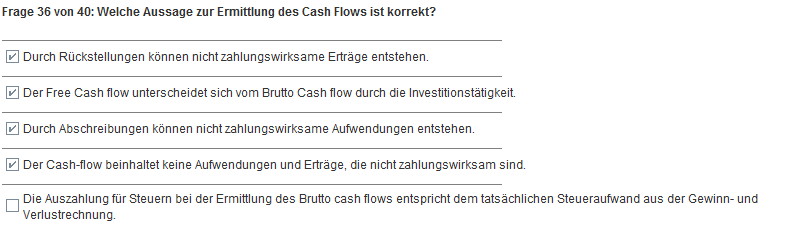 Frage 36 von 40: Welche Aussage zur Ermittlung des Cash Flows ist korrekt?
Durch Rückstellungen können nicht zahlungswirksame Erträge entstehen.
Der Free Cash flow unterscheidet sich vom Brutto Cash flow durch die Investitionstätigkeit.
Durch Abschreibungen können nicht zahlungswirksame Aufwendungen entstehen.
Der Cash-flow beinhaltet keine Aufwendungen und Erträge, die nicht zahlungswirksam sind.
Die Auszahlung für Steuern bei der Ermittlung des Brutto cash flows entspricht dem tatsächlichen Steueraufwand aus der Gewinn- und
Verlustrechnung.